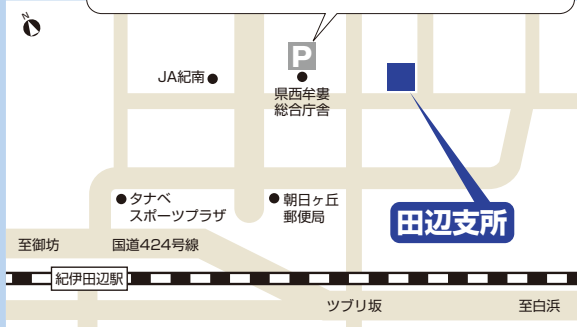 N
P
JA紀南
県西牟婁
総合庁舎
タナベ
スポーツプラザ
朝日ヶ丘
郵便局
田辺支所
至御坊
国道424号線
紀伊田辺駅
ツブリ坂
至白浜